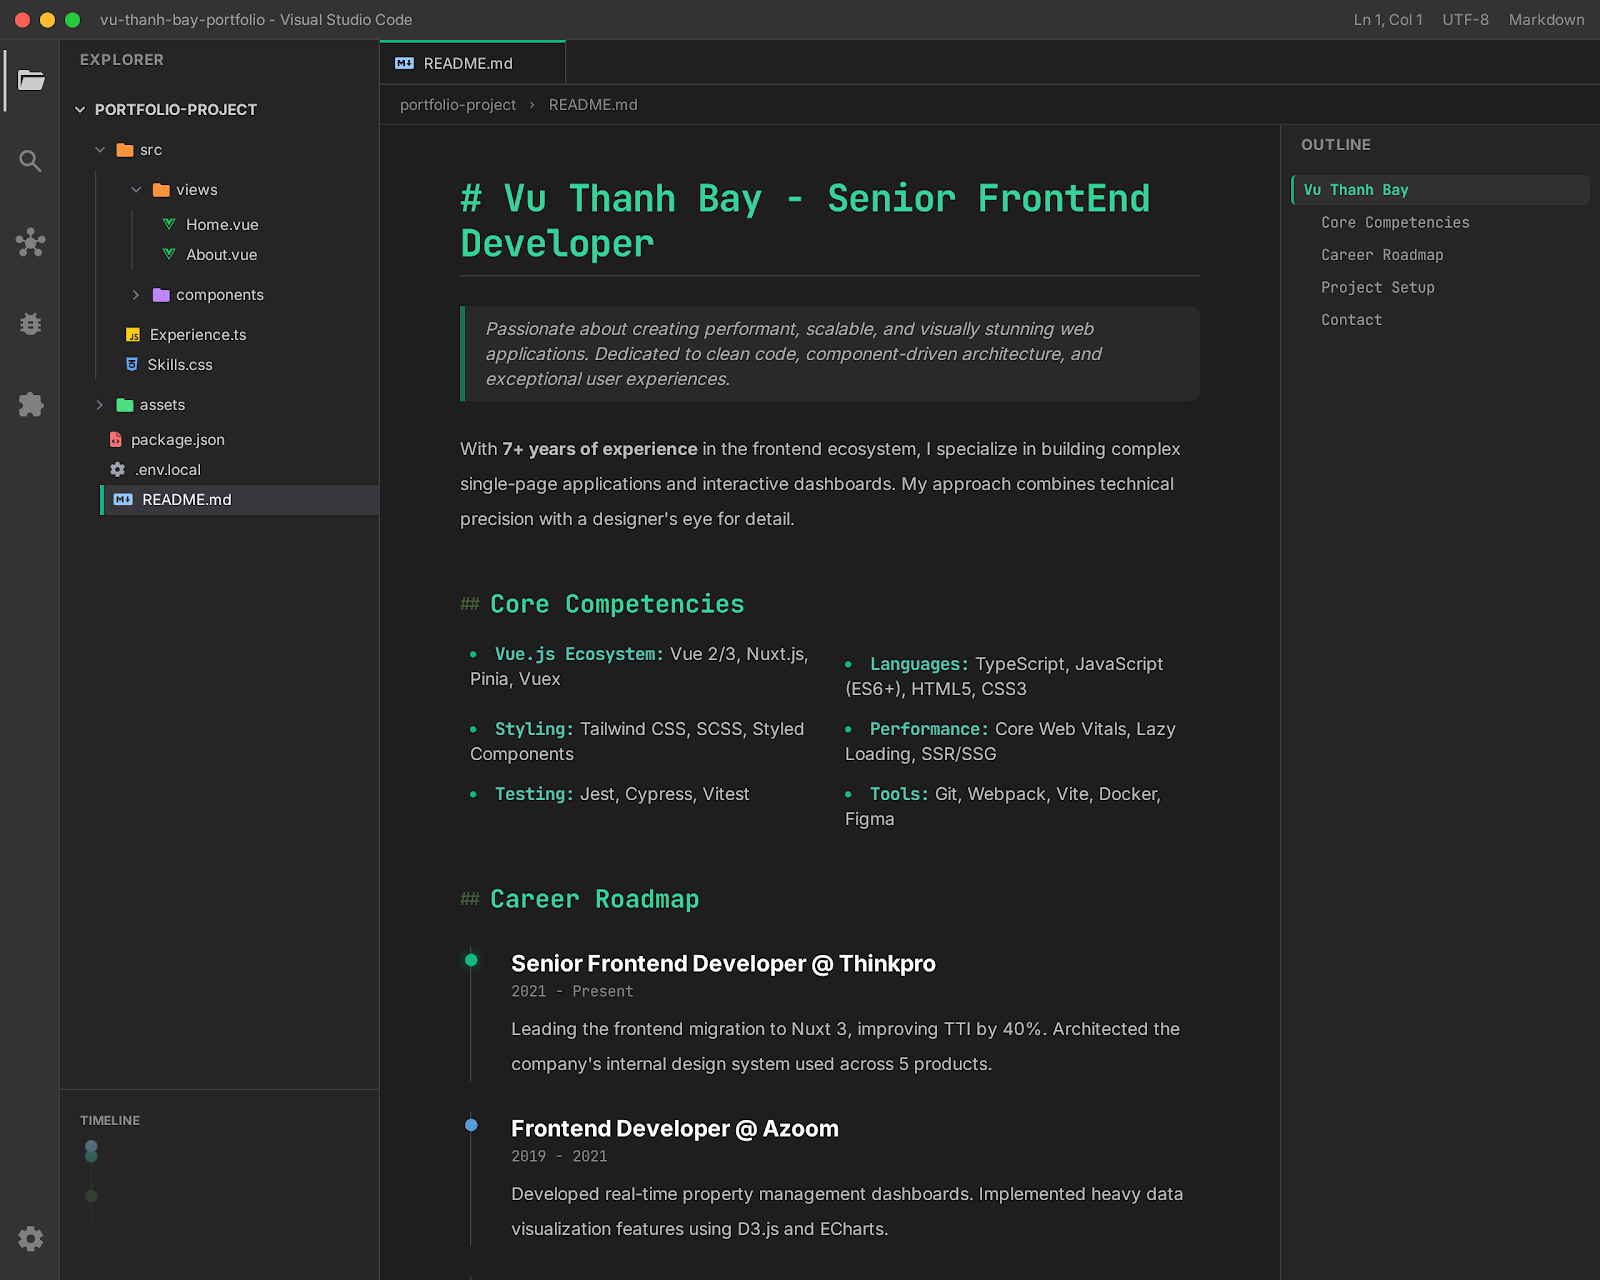 vu-thanh-bay-portfolio - Visual Studio Code
Ln 1, Col 1 UTF-8 Markdown
EXPLORER
PORTFOLIO-PROJECT
src
views
Home.vue
About.vue
components
JS Experience.ts
Skills.css
assets
package.json
.env.local
M README.md
TIMELINE
M README.md
portfolio-project › README.md
# Vu Thanh Bay - Senior FrontEnd
Developer
Passionate about creating performant, scalable, and visually stunning web
applications. Dedicated to clean code, component-driven architecture, and
exceptional user experiences.
With 7+ years of experience in the frontend ecosystem, I specialize in building complex
single-page applications and interactive dashboards. My approach combines technical
precision with a designer's eye for detail.
## Core Competencies
• Vue.js Ecosystem: Vue 2/3, Nuxt.js,
Pinia, Vuex
• Languages: TypeScript, JavaScript
(ES6+), HTML5, CSS3
• Styling: Tailwind CSS, SCSS, Styled
Components
• Performance: Core Web Vitals, Lazy
Loading, SSR/SSG
• Testing: Jest, Cypress, Vitest
• Tools: Git, Webpack, Vite, Docker,
Figma
## Career Roadmap
Senior Frontend Developer @ Thinkpro
2021 - Present
Leading the frontend migration to Nuxt 3, improving TTI by 40%. Architected the
company's internal design system used across 5 products.
Frontend Developer @ Azoom
2019 - 2021
Developed real-time property management dashboards. Implemented heavy data
visualization features using D3.js and ECharts.
OUTLINE
Vu Thanh Bay
Core Competencies
Career Roadmap
Project Setup
Contact